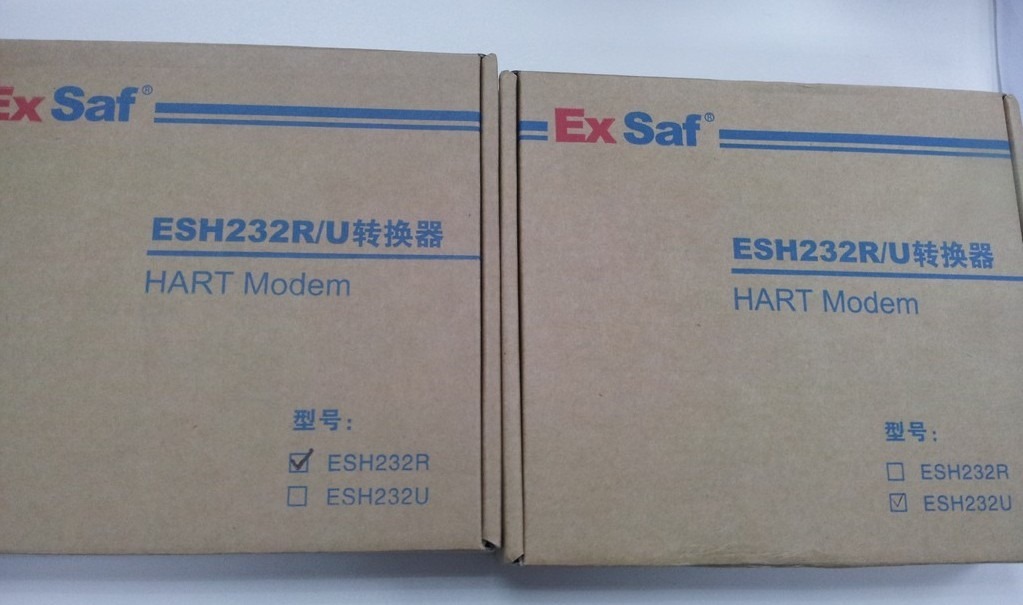 Ex Saf®
ESH232R/U转换器
HART Modem
型号:
ESH232R
ESH232U
Ex Saf®
ESH232R/U转换器
HART Modem
型号:
ESH232R
ESH232U